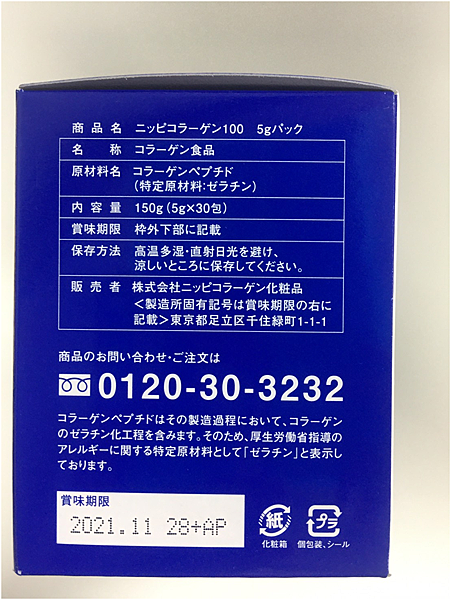 商品名 ニッピコラーゲン100 5gパック
名称 コラーゲン食品
原材料名 コラーゲンペプチド
(特定原材料:ゼラチン)
内容量 150g(5g×30包)
賞味期限 枠外下部に記載
保存方法 高温多湿・直射日光を避け、
涼しいところに保存してください。
販売者 株式会社ニッピコラーゲン化粧品
<製造所固有記号は賞味期限の右に
記載>東京都足立区千住緑町1-1-1
商品のお問い合わせ・ご注文は
0120-30-3232
コラーゲンペプチドはその製造過程において、コラーゲン
のゼラチン化工程を含みます。そのため、厚生労働省指導の
アレルギーに関する特定原材料として「ゼラチン」と表示し
ております。
賞味期限
2021.11 28+AP
紙
化粧箱
プラ
個包装、シール